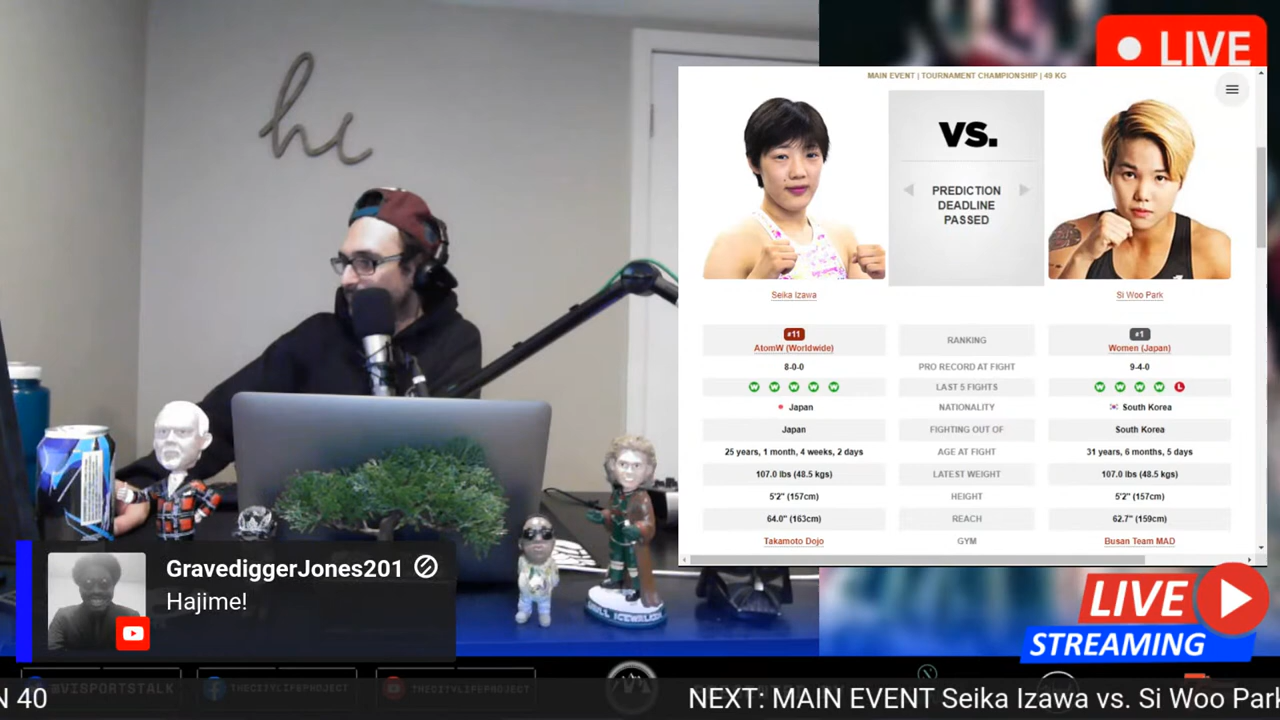 hi
LIVE
MAIN EVENT | TOURNAMENT CHAMPIONSHIP | 49 KG
VS.
PREDICTION
DEADLINE
PASSED
Seika Izawa
Si Woo Park
#11
AtomW (Worldwide)
RANKING
#1
Women (Japan)
8-0-0
PRO RECORD AT FIGHT
9-4-0
W W W W W
LAST 5 FIGHTS
W W W W L
Japan
NATIONALITY
South Korea
Japan
FIGHTING OUT OF
South Korea
25 years, 1 month, 4 weeks, 2 days
AGE AT FIGHT
31 years, 6 months, 5 days
107.0 lbs (48.5 kgs)
LATEST WEIGHT
107.0 lbs (48.5 kgs)
5'2" (157cm)
HEIGHT
5'2" (157cm)
64.0" (163cm)
REACH
62.7" (159cm)
Takamoto Dojo
GYM
Busan Team MAD
GravediggerJones201
Hajime!
LIVE
STREAMING
@VISPORTSTALK
THECITYLIFEPROJECT
THECITYLIFEPROJECT
N 40
NEXT: MAIN EVENT Seika Izawa vs. Si Woo Park